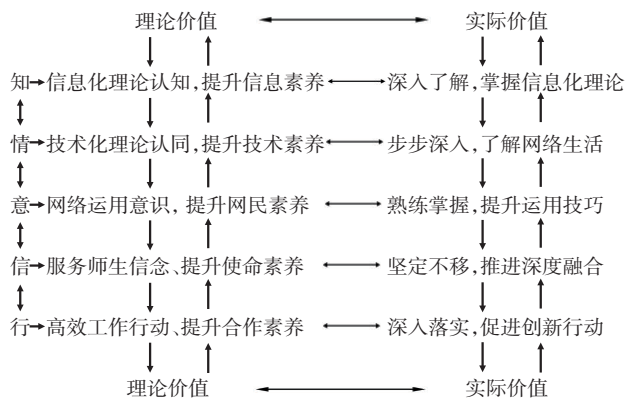 理论价值 实际价值
知 信息化理论认知,提升信息素养 深入了解,掌握信息化理论
情 技术化理论认同,提升技术素养 步步深入,了解网络生活
意 网络运用意识,提升网民素养 熟练掌握,提升运用技巧
信 服务师生信念、提升使命素养 坚定不移,推进深度融合
行 高效工作行动、提升合作素养 深入落实,促进创新行动
理论价值 实际价值